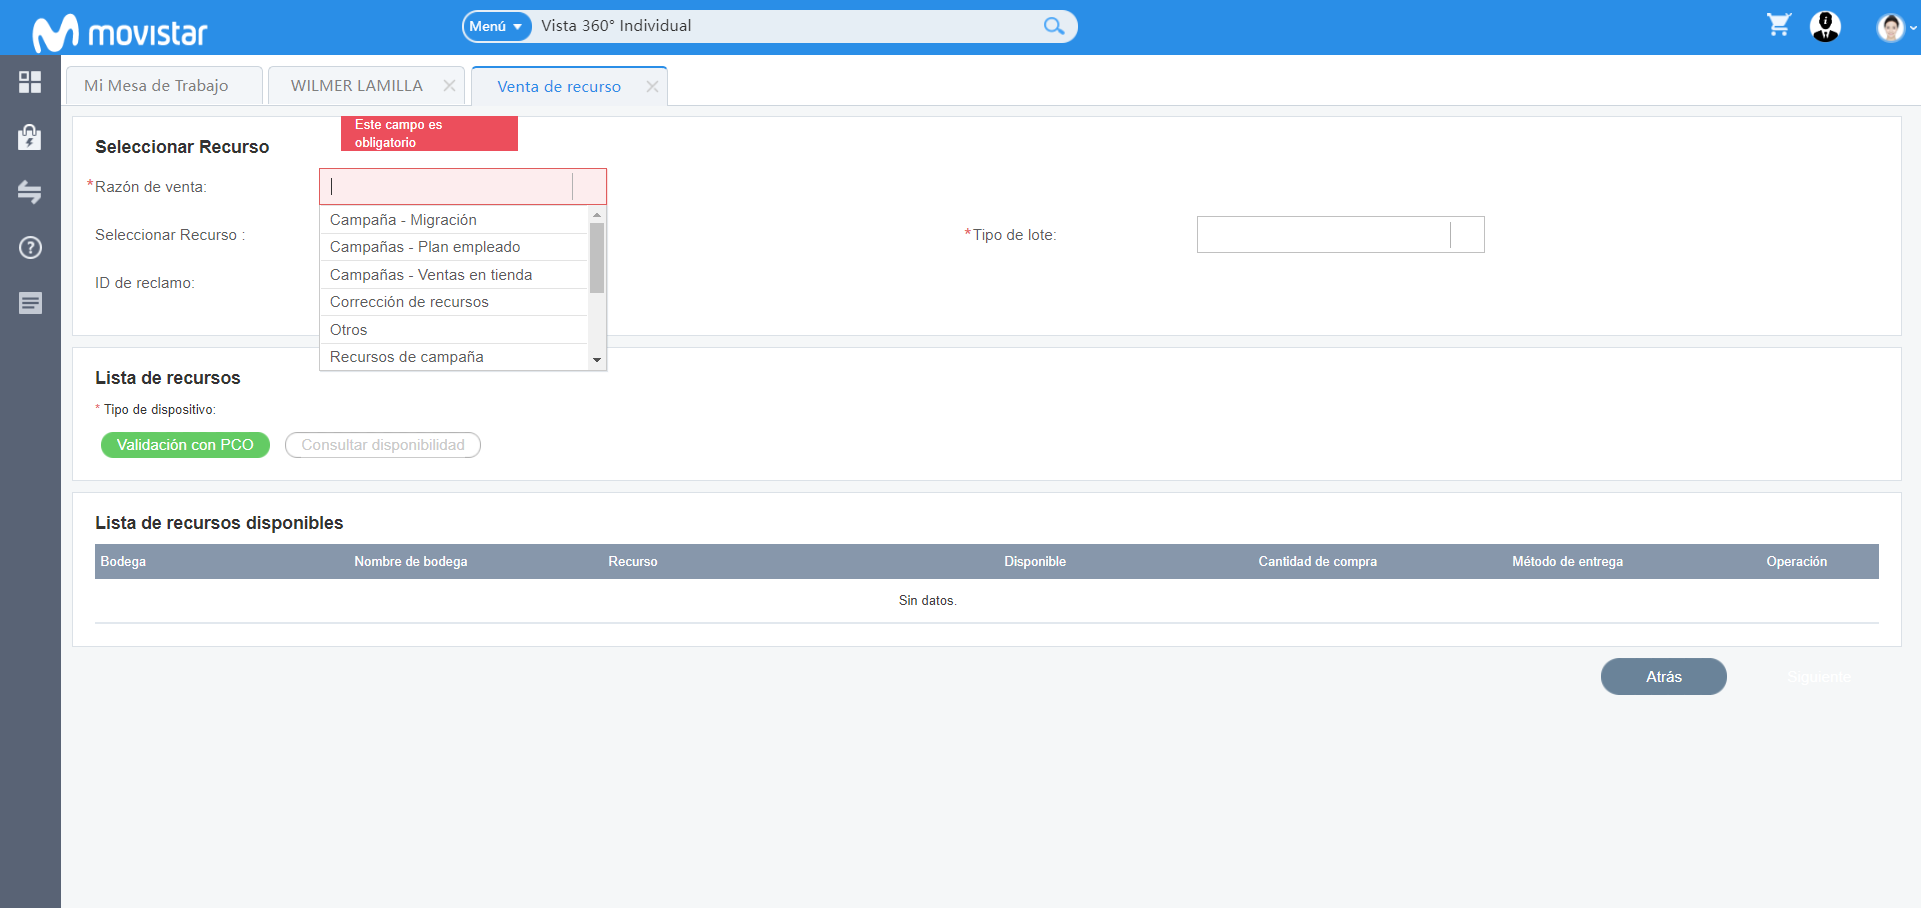 movistar
Menú
Vista 360° Individual
Mi Mesa de Trabajo
WILMER LAMILLA
Venta de recurso
Este campo es
obligatorio
Seleccionar Recurso
*Razón de venta:
Campaña - Migración
Campañas - Plan empleado
Campañas - Ventas en tienda
Corrección de recursos
Otros
Recursos de campaña
Seleccionar Recurso :
*Tipo de lote:
ID de reclamo:
Lista de recursos
* Tipo de dispositivo:
Validación con PCO
Consultar disponibilidad
Lista de recursos disponibles
Bodega Nombre de bodega Recurso Disponible Cantidad de compra Método de entrega Operación
Sin datos.
Atrás
Siguiente